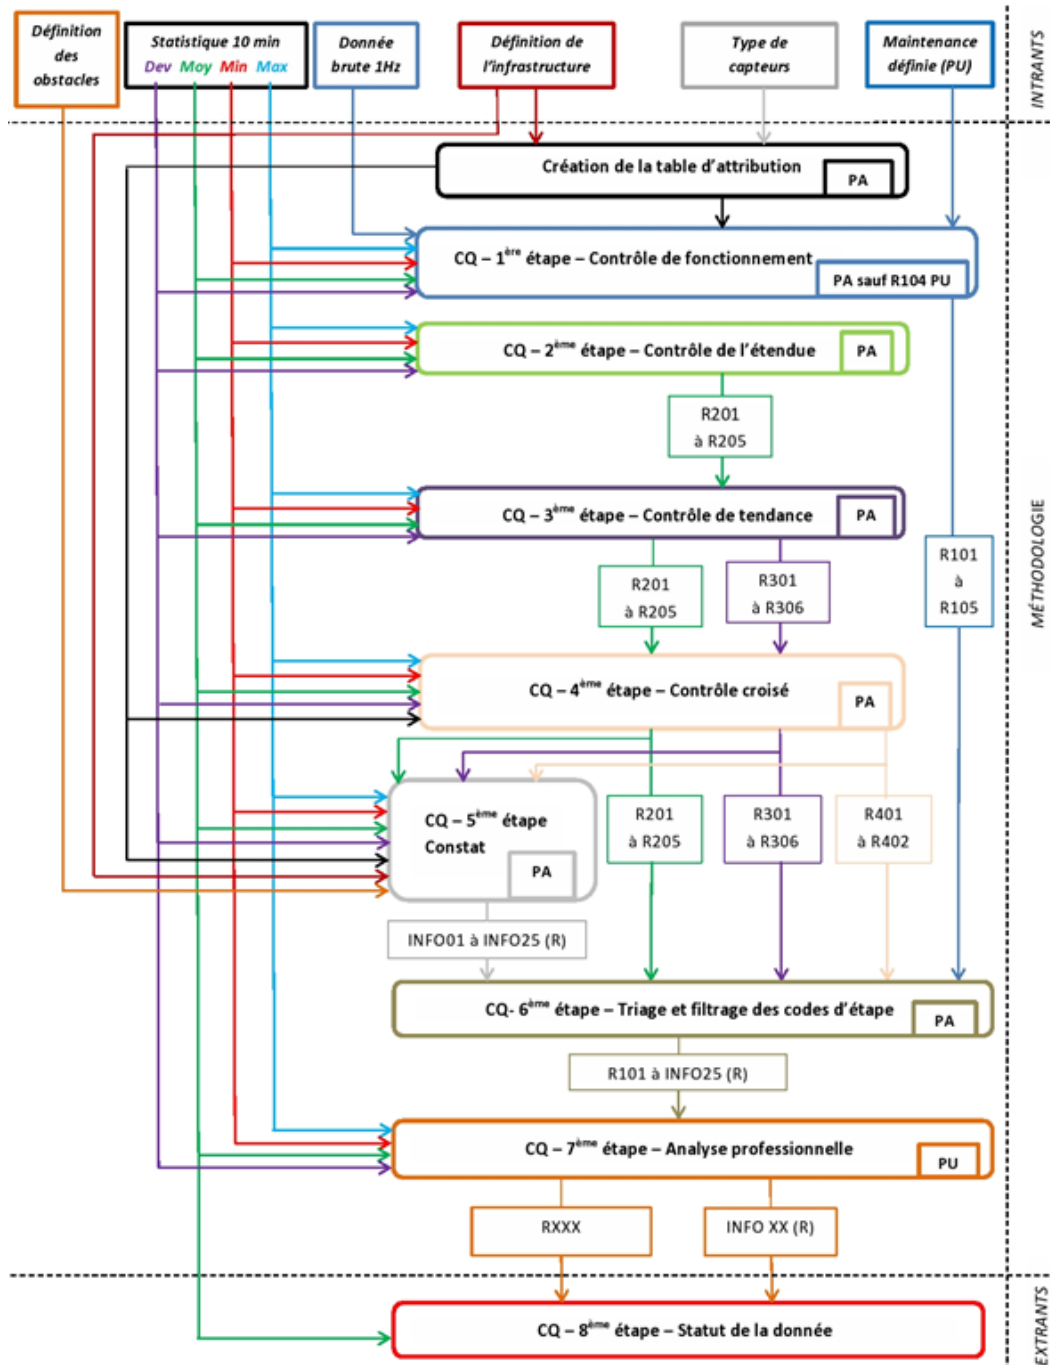 Définition
des
obstacles
Statistique 10 min
Dev Moy Min Max
Donnée
brute 1Hz
Définition de
l'infrastructure
Type de
capteurs
Maintenance
définie (PU)
INTRANTS
Création de la table d'attribution
PA
CQ – 1ère étape – Contrôle de fonctionnement
PA sauf R104 PU
CQ – 2ème étape – Contrôle de l'étendue
PA
R201
à R205
CQ – 3ème étape – Contrôle de tendance
PA
MÉTHODOLOGIE
R201
à R205
R301
à R306
R101
à
R105
CQ – 4ème étape – Contrôle croisé
PA
CQ – 5ème étape
Constat
PA
R201
à R205
R301
à R306
R401
à R402
INFO01 à INFO25 (R)
CQ- 6ème étape – Triage et filtrage des codes d'étape
PA
R101 à INFO25 (R)
CQ – 7ème étape – Analyse professionnelle
PU
RXXX
INFO XX (R)
CQ – 8ème étape – Statut de la donnée
EXTRANTS